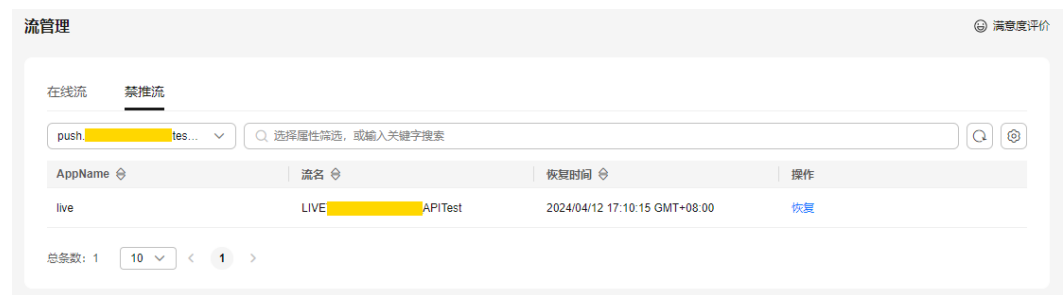 流管理
满意度评价
在线流 禁推流
push. tes... 选择属性筛选，或输入关键字搜索
AppName 流名 恢复时间 操作
live LIVE APITest 2024/04/12 17:10:15 GMT+08:00 恢复
总条数：1 10 < 1 >